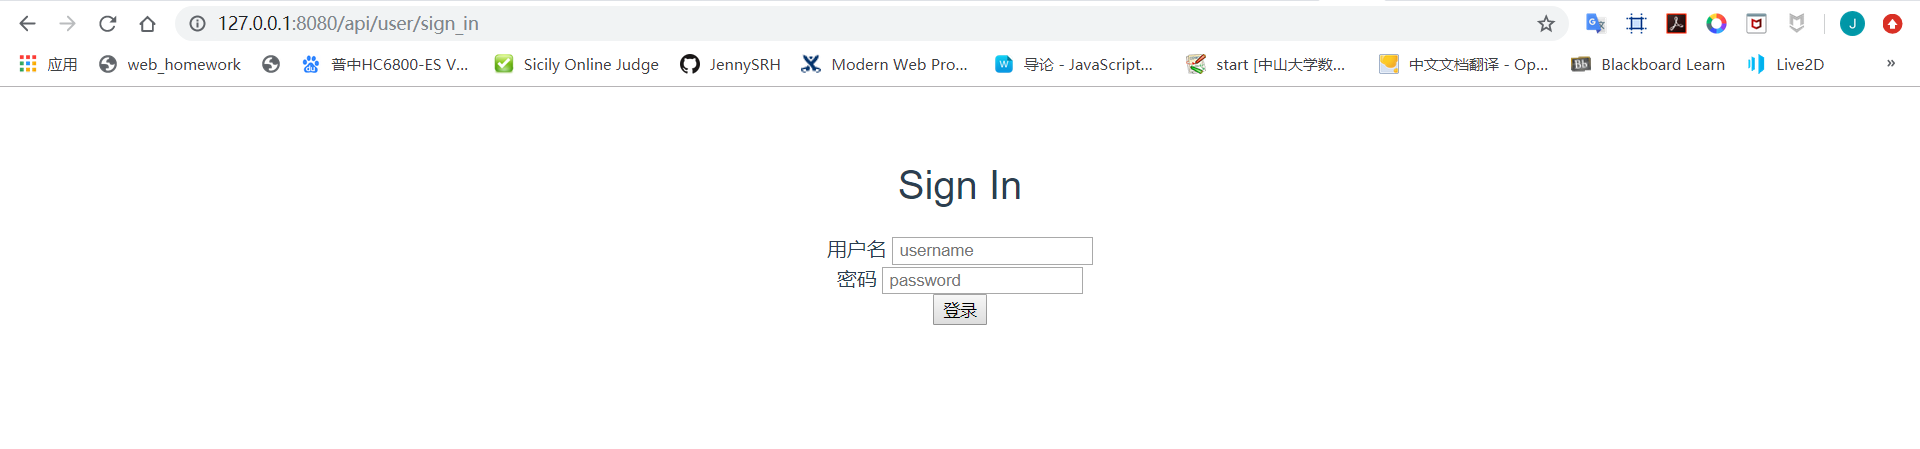 127.0.0.1:8080/api/user/sign_in
J
应用 web_homework 普中HC6800-ES V... Sicily Online Judge JennySRH Modern Web Pro... W 导论 - JavaScript... start [中山大学数... 中文文档翻译 - Op... Bb Blackboard Learn Live2D »
Sign In
用户名 username
密码 password
登录